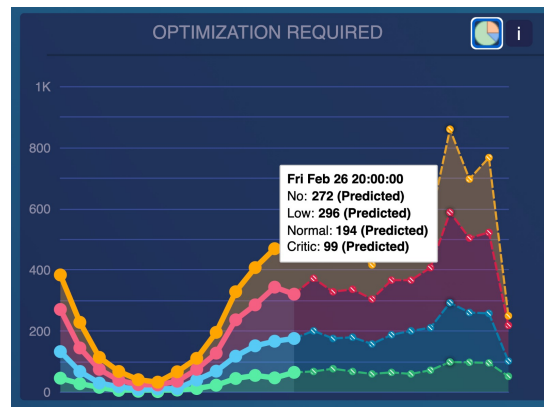 OPTIMIZATION REQUIRED
i
1K
800
Fri Feb 26 20:00:00
No: 272 (Predicted)
Low: 296 (Predicted)
Normal: 194 (Predicted)
Critic: 99 (Predicted)
600
400
200
0